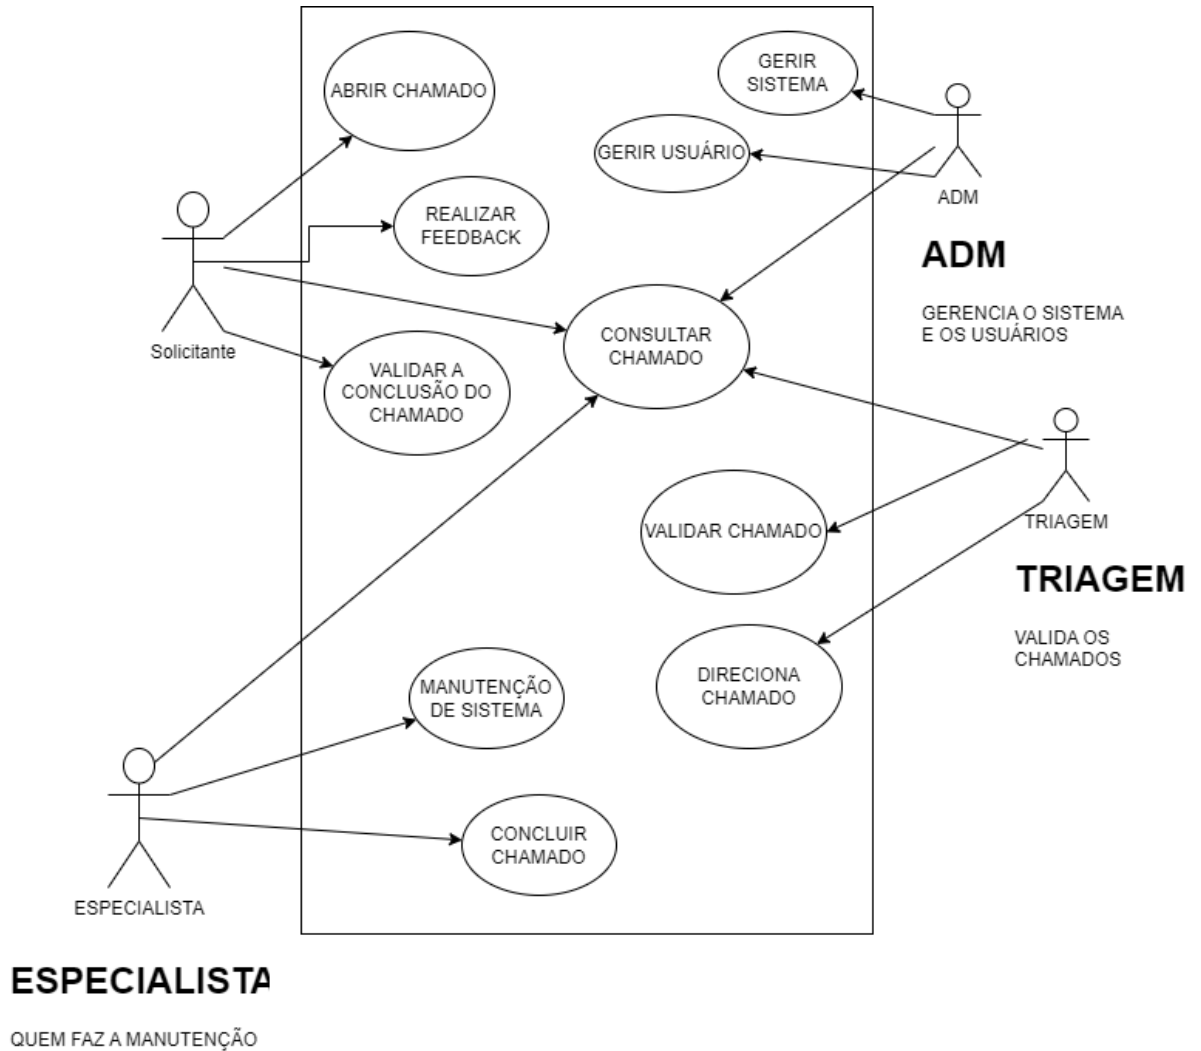 ABRIR CHAMADO
GERIR
SISTEMA
GERIR USUÁRIO
ADM
REALIZAR
FEEDBACK
ADM
GERENCIA O SISTEMA
E OS USUÁRIOS
CONSULTAR
CHAMADO
Solicitante
VALIDAR A
CONCLUSÃO DO
CHAMADO
TRIAGEM
VALIDAR CHAMADO
TRIAGEM
VALIDA OS
CHAMADOS
DIRECIONA
CHAMADO
MANUTENÇÃO
DE SISTEMA
CONCLUIR
CHAMADO
ESPECIALISTA
ESPECIALISTA
QUEM FAZ A MANUTENÇÃO